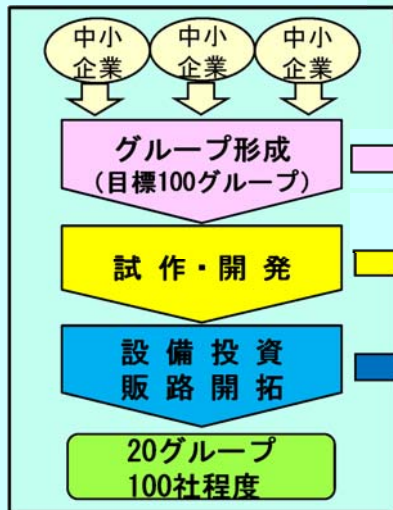 中小
企業
中小
企業
中小
企業
グループ形成
(目標100グループ)
試作・開発
設備投資
販路開拓
20グループ
100社程度